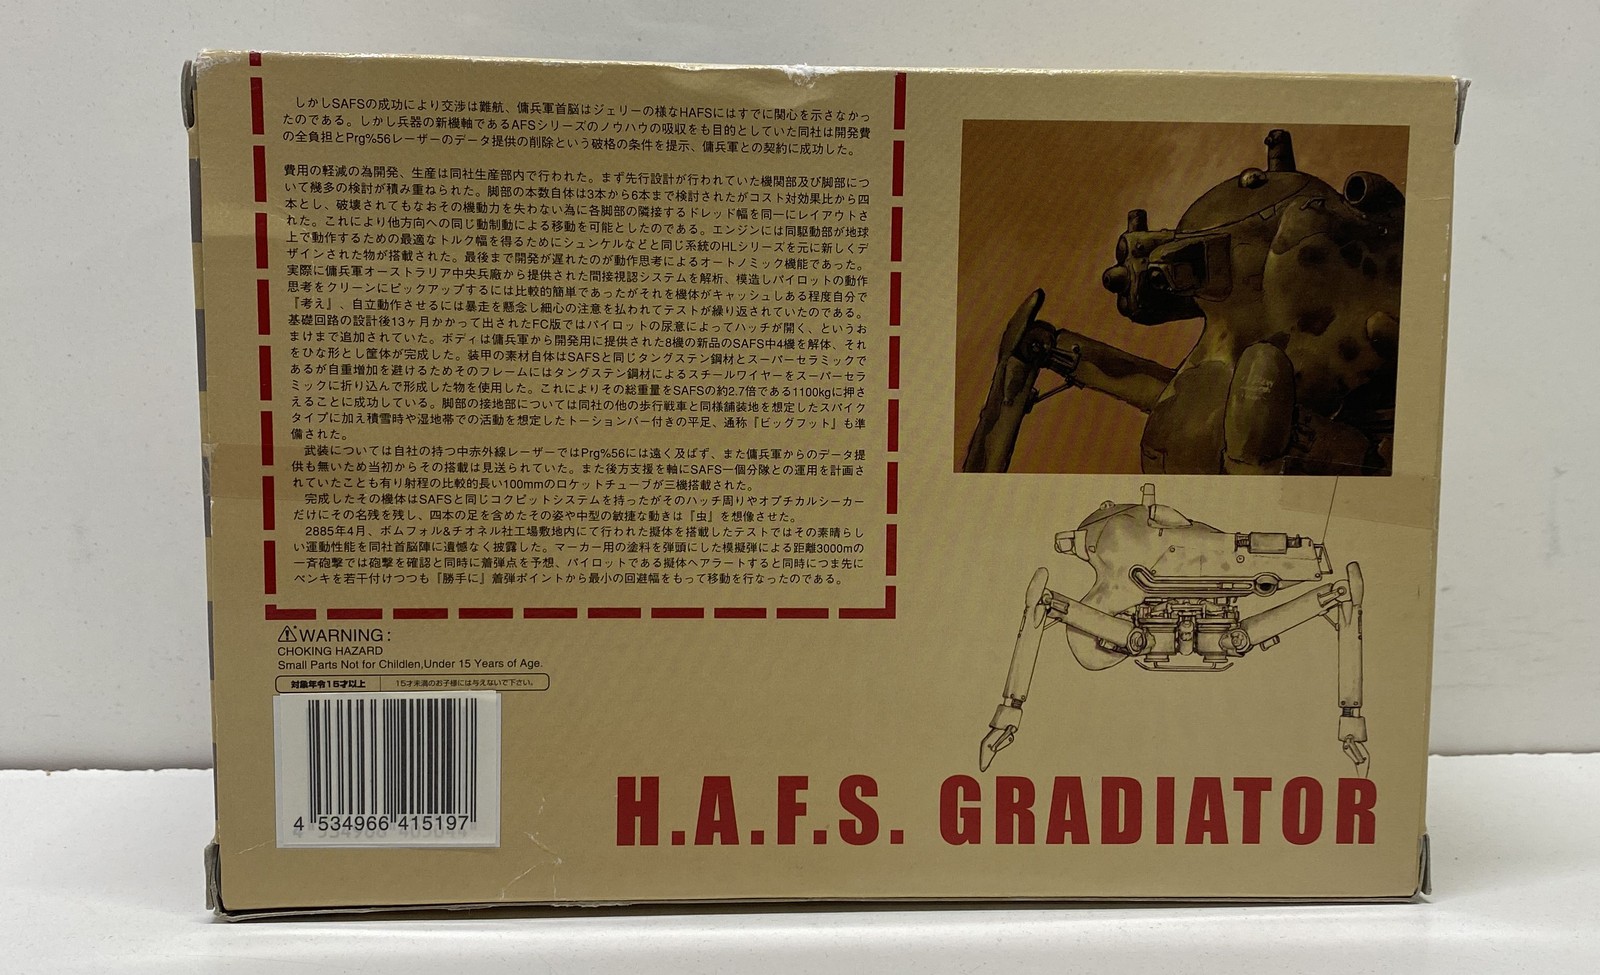 しかしSAFSの成功により交渉は難航、傭兵軍首脳はジェリーの様なHAFSにはすでに関心を示さなかっ
たのである。しかし兵器の新機軸であるAFSシリーズのノウハウの吸収をも目的としていた同社は開発費
の全負担とPrg%56レーザーのデータ提供の削除という破格の条件を提示、傭兵軍との契約に成功した。
費用の軽減の為開発、生産は同社生産部内で行われた。まず先行設計が行われていた機関部及び脚部につ
いて幾多の検討が積み重ねられた。脚部の本数自体は3本から6本まで検討されたがコスト対効果比から四
本とし、破壊されてもなおその機動力を失わない為に各脚部の隣接するドレッド幅を同一にレイアウトさ
れた。これにより他方向への同じ動制動による移動を可能としたのである。エンジンには同駆動部が地球
上で動作するための最適なトルク幅を得るためにシュンケルなどと同じ系統のHLシリーズを元に新しくデ
ザインされた物が搭載された。最後まで開発が遅れたのが動作思考によるオートノミック機能であった。
実際に傭兵軍オーストラリア中央兵廠から提供された間接視認システムを解析、模造しパイロットの動作
思考をクリーンにピックアップするには比較的簡単であったがそれを機体がキャッシュしある程度自分で
『考え』、自立動作させるには暴走を懸念し細心の注意を払われてテストが繰り返されていたのである。
基礎回路の設計後13ヶ月かかって出されたFC版ではパイロットの尿意によってハッチが開く、というお
まけまで追加されていた。ボディは傭兵軍から開発用に提供された8機の新品のSAFS中4機を解体、それ
をひな形とし筐体が完成した。装甲の素材自体はSAFSと同じタングステン鋼材とスーパーセラミックで
あるが自重増加を避けるためそのフレームにはタングステン鋼材によるスチールワイヤーをスーパーセラ
ミックに折り込んで形成した物を使用した。これによりその総重量をSAFSの約2.7倍である1100kgに押さ
えることに成功している。脚部の接地部については同社の他の歩行戦車と同様舗装地を想定したスパイク
タイプに加え積雪時や湿地帯での活動を想定したトーションバー付きの平足、通称『ビッグフット』も準
備された。
武装については自社の持つ中赤外線レーザーではPrg%56には遠く及ばず、また傭兵軍からのデータ提
供も無いため当初からその搭載は見送られていた。また後方支援を軸にSAFS一個分隊との運用を計画さ
れていたことも有り射程の比較的長い100mmのロケットチューブが三機搭載された。
完成したその機体はSAFSと同じコクピットシステムを持ったがそのハッチ周りやオプチカルシーカー
だけにその名残を残し、四本の足を含めたその姿や中型の敏捷な動きは『虫』を想像させた。
2885年4月、ボムフォル&チオネル社工場敷地内にて行われた擬体を搭載したテストではその素晴らし
い運動性能を同社首脳陣に遺憾なく披露した。マーカー用の塗料を弾頭にした模擬弾による距離3000mの
一斉砲撃では砲撃を確認と同時に着弾点を予想、パイロットである擬体へアラートすると同時につま先に
ペンキを若干付けつつも『勝手に』着弾ポイントから最小の回避幅をもって移動を行なったのである。
WARNING:
CHOKING HAZARD
Small Parts Not for Childlen,Under 15 Years of Age.
対象年令15才以上 15才未満のお子様には与えないで下さい。
4 534966 415197
H.A.F.S. GRADIATOR